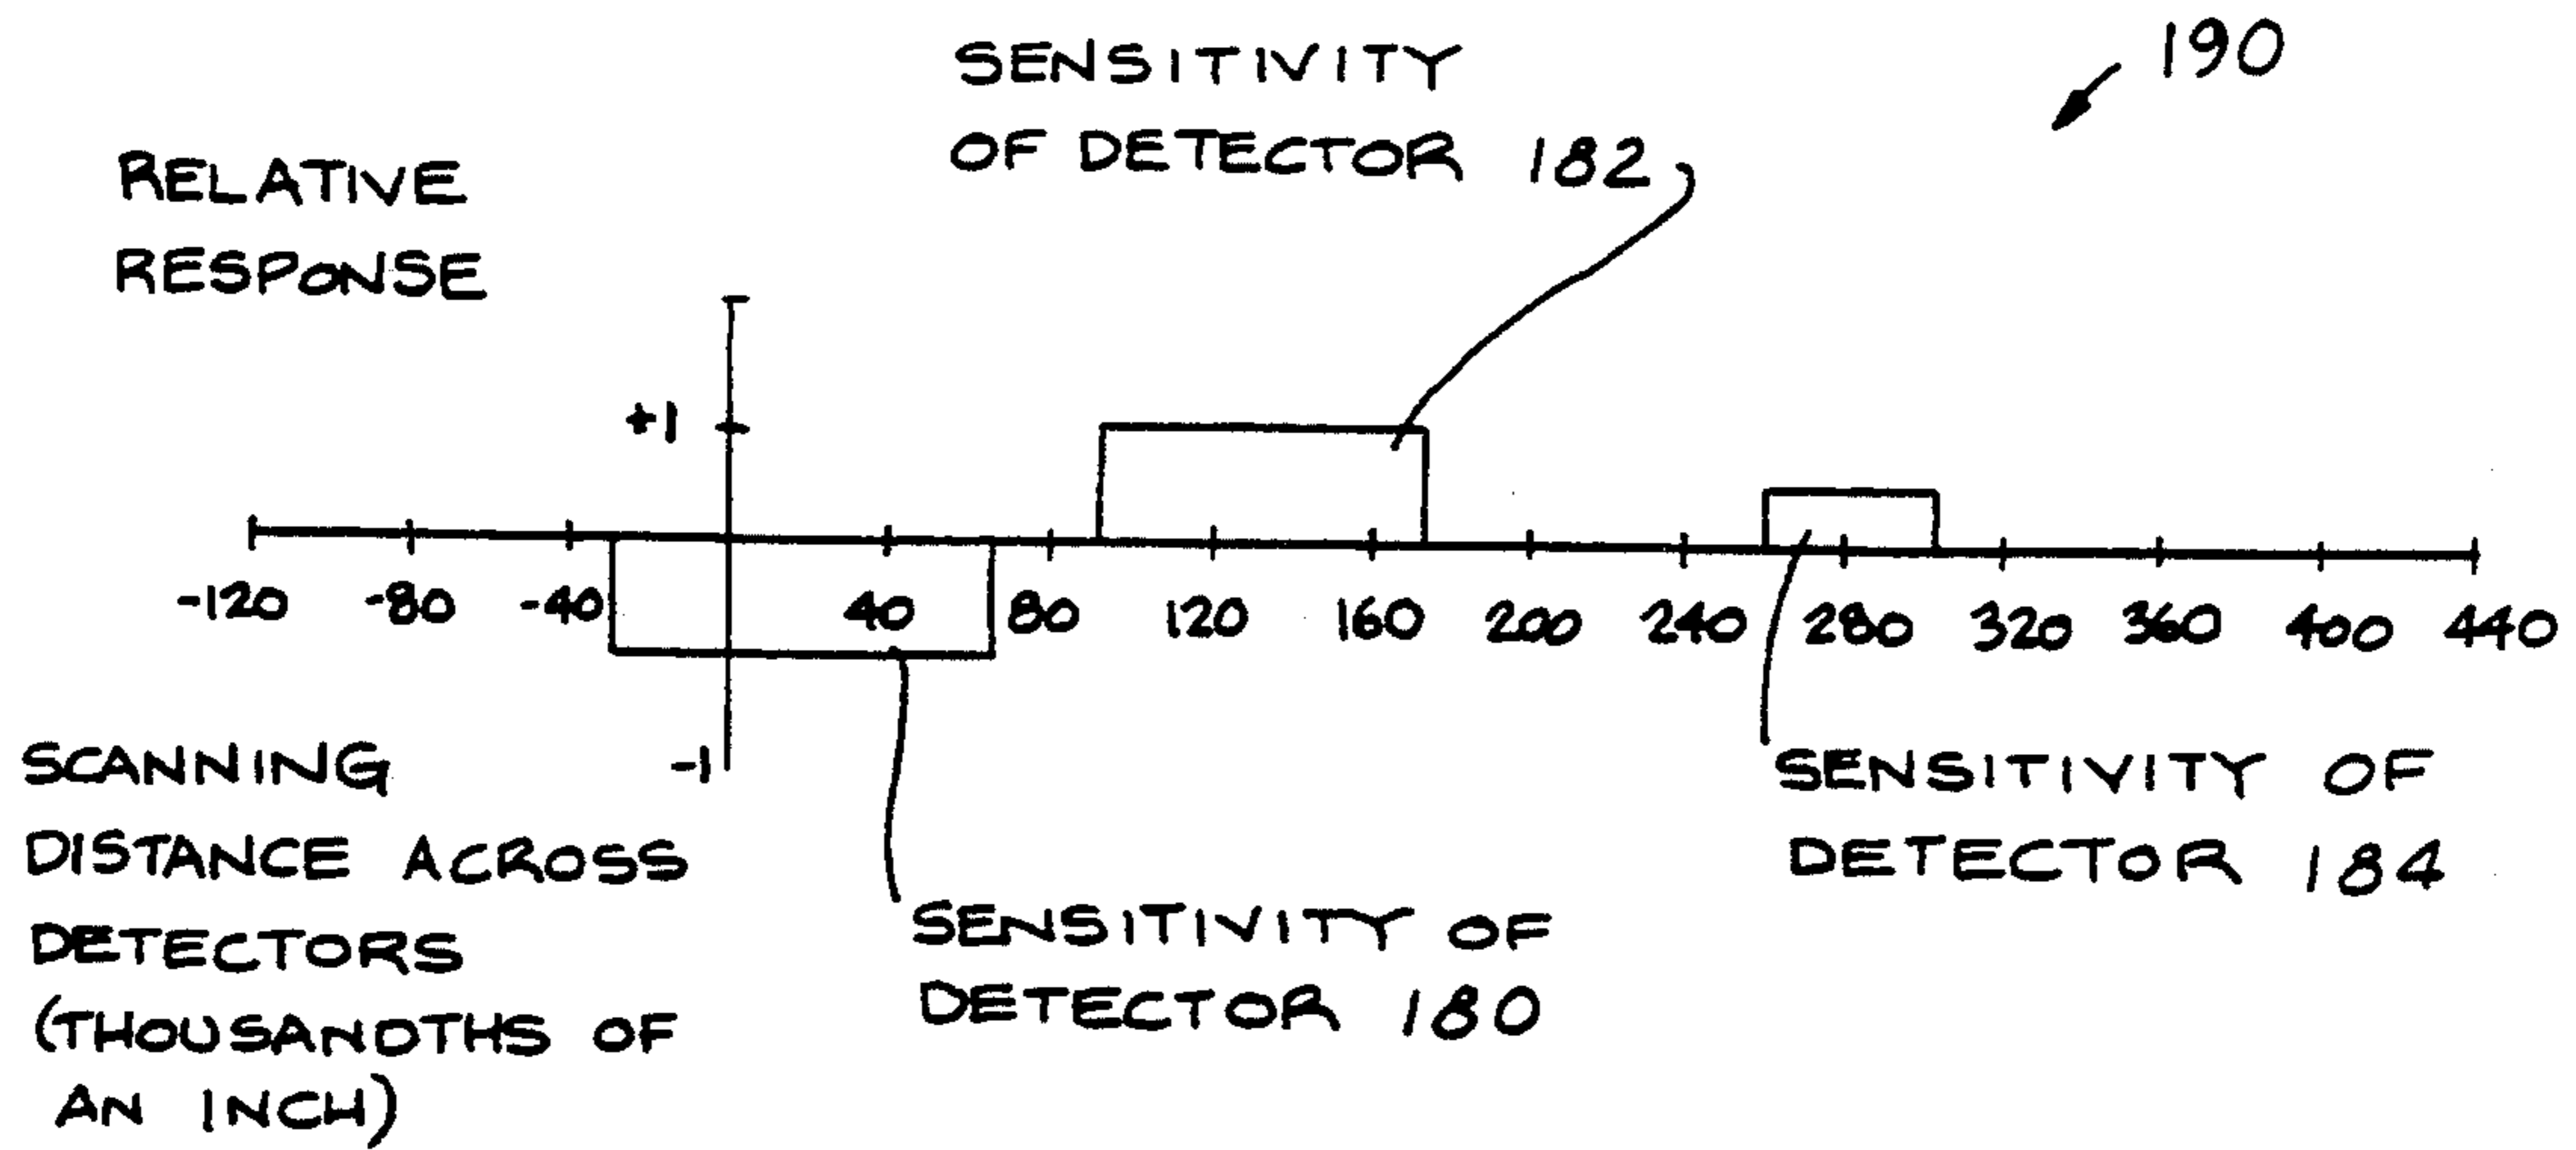 190
SENSITIVITY
OF DETECTOR 182
RELATIVE
RESPONSE
+1
-120 -80 -40 40 80 120 160 200 240 280 320 360 400 440
-1
SCANNING
DISTANCE ACROSS
DETECTORS
(THOUSANDTHS OF
AN INCH)
SENSITIVITY OF
DETECTOR 180
SENSITIVITY OF
DETECTOR 184